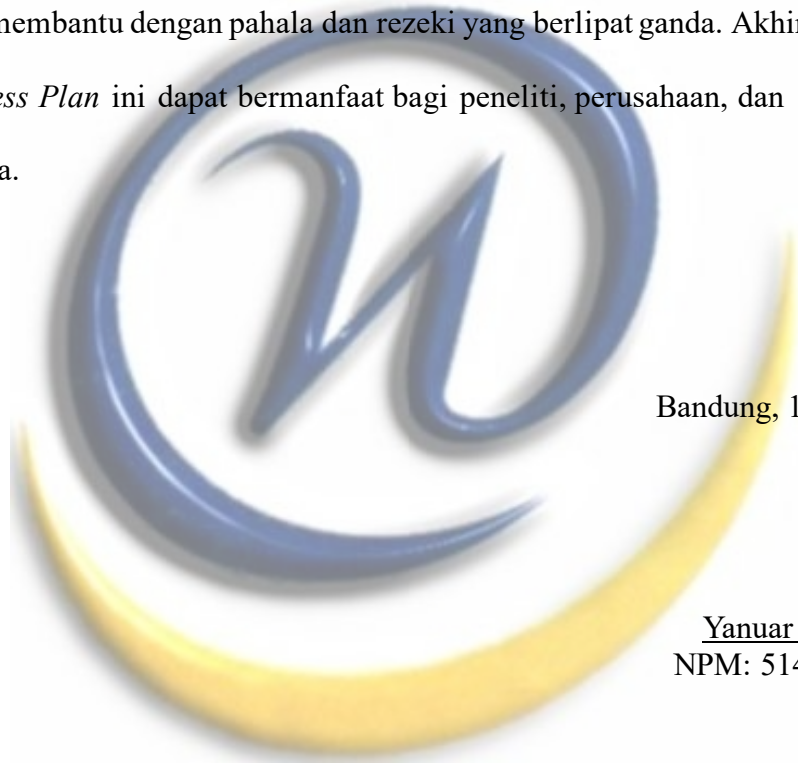 membantu dengan pahala dan rezeki yang berlipat ganda. Akhir
ess Plan ini dapat bermanfaat bagi peneliti, perusahaan, dan
a.
Bandung, 1
Yanuar
NPM: 514